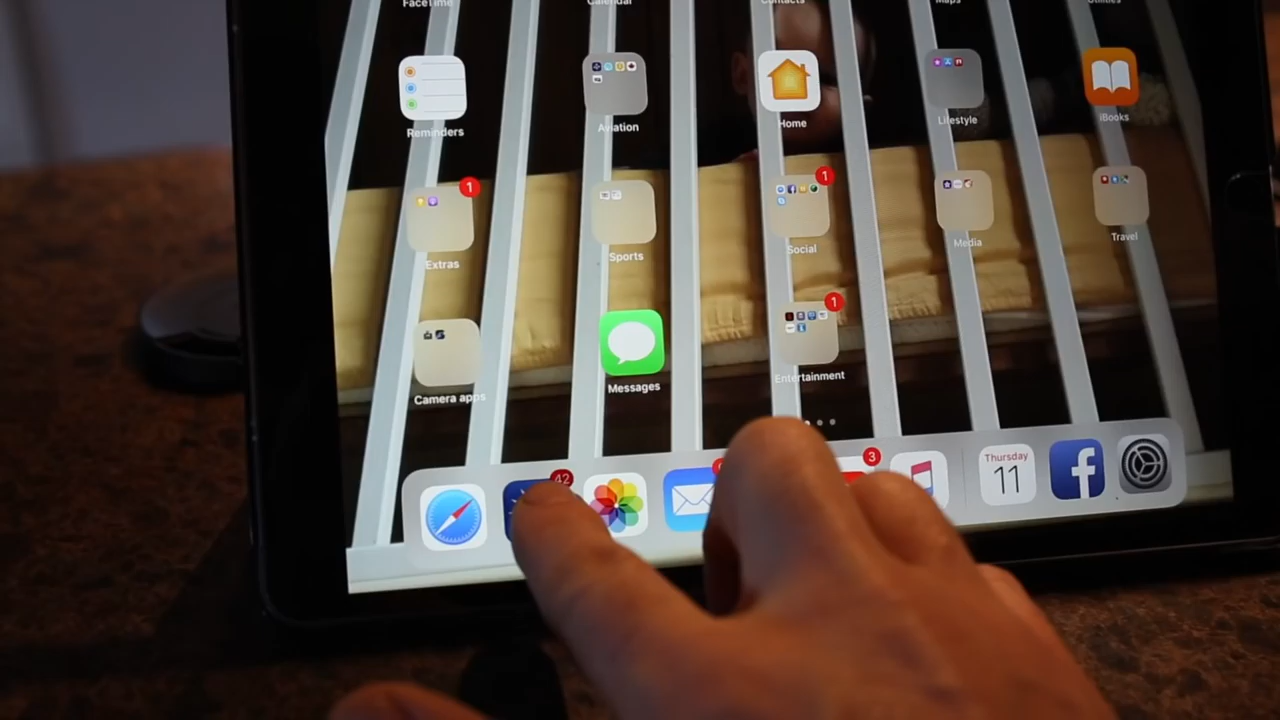 FaceTime
Calendar
Contacts
Maps
Utilities
Reminders
Aviation
Home
Lifestyle
iBooks
1
1
Extras
Sports
Social
Media
Travel
1
Camera apps
Messages
Entertainment
42
3
Thursday
11